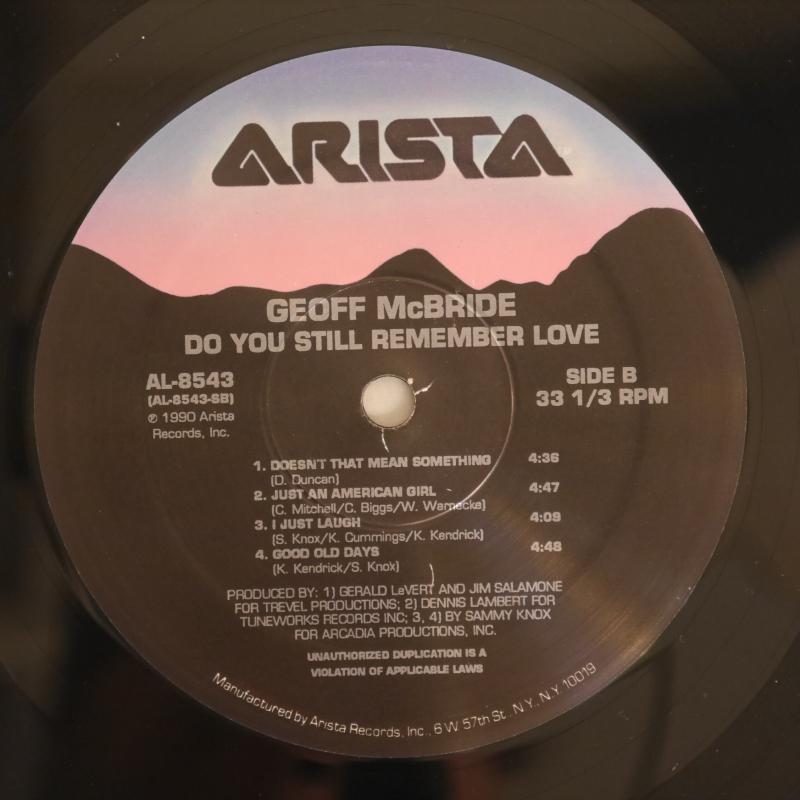 ARISTA
GEOFF McBRIDE
DO YOU STILL REMEMBER LOVE
AL-8543
(AL-8543-SB)
℗ 1990 Arista
Records, Inc.
SIDE B
33 1/3 RPM
1. DOESN'T THAT MEAN SOMETHING 4:36
(D. Duncan)
2. JUST AN AMERICAN GIRL 4:47
(C. Mitchell/C. Biggs/W. Warnecke)
3. I JUST LAUGH 4:09
(S. Knox/K. Cummings/K. Kendrick)
4. GOOD OLD DAYS 4:48
(K. Kendrick/S. Knox)
PRODUCED BY: 1) GERALD LeVERT AND JIM SALAMONE
FOR TREVEL PRODUCTIONS; 2) DENNIS LAMBERT FOR
TUNEWORKS RECORDS INC; 3, 4) BY SAMMY KNOX
FOR ARCADIA PRODUCTIONS, INC.
UNAUTHORIZED DUPLICATION IS A
VIOLATION OF APPLICABLE LAWS
Manufactured by Arista Records, Inc., 6 W. 57th St., N.Y., N.Y. 10019